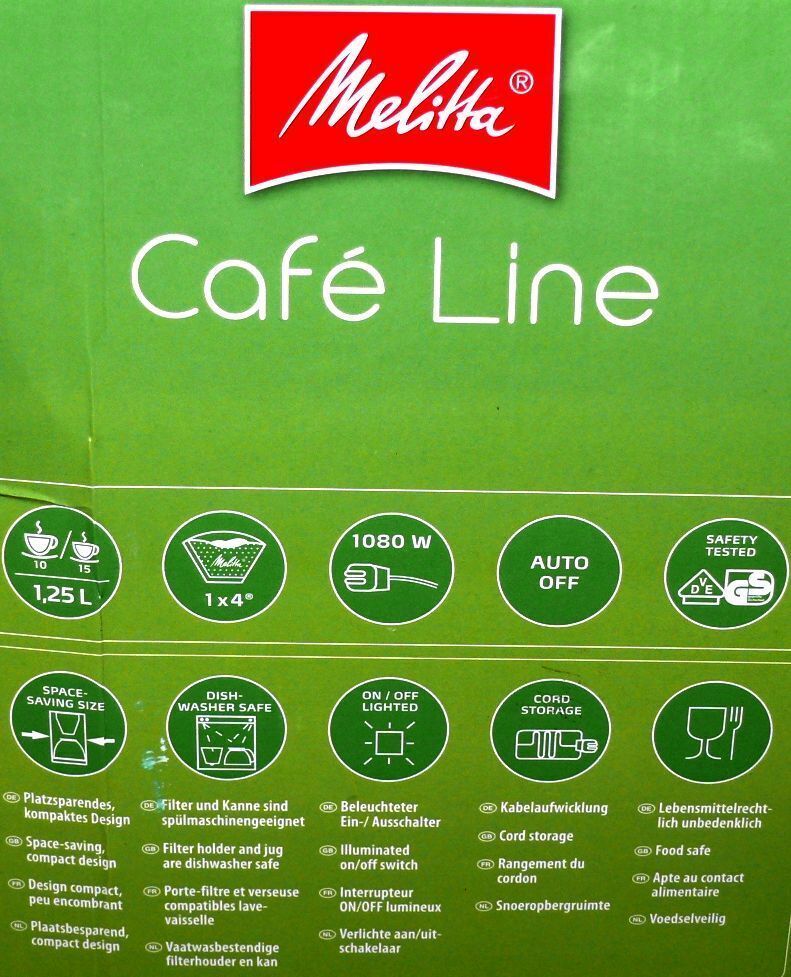 Melitta®
Café Line
10 / 15
1,25 L
Melitta
1 x 4®
1080 W
AUTO
OFF
SAFETY
TESTED
DVE
GS
SPACE-
SAVING SIZE
DISH-
WASHER SAFE
ON / OFF
LIGHTED
CORD
STORAGE
DE Platzsparendes,
kompaktes Design
GB Space-saving,
compact design
FR Design compact,
peu encombrant
NL Plaatsbesparend,
compact design
DE Filter und Kanne sind
spülmaschinengeeignet
GB Filter holder and jug
are dishwasher safe
FR Porte-filtre et verseuse
compatibles lave-
vaisselle
NL Vaatwasbestendige
filterhouder en kan
DE Beleuchteter
Ein-/ Ausschalter
GB Illuminated
on/off switch
FR Interrupteur
ON/OFF lumineux
NL Verlichte aan/uit-
schakelaar
DE Kabelaufwicklung
GB Cord storage
FR Rangement du
cordon
NL Snoeropbergruimte
DE Lebensmittelrecht-
lich unbedenklich
GB Food safe
FR Apte au contact
alimentaire
NL Voedselveilig